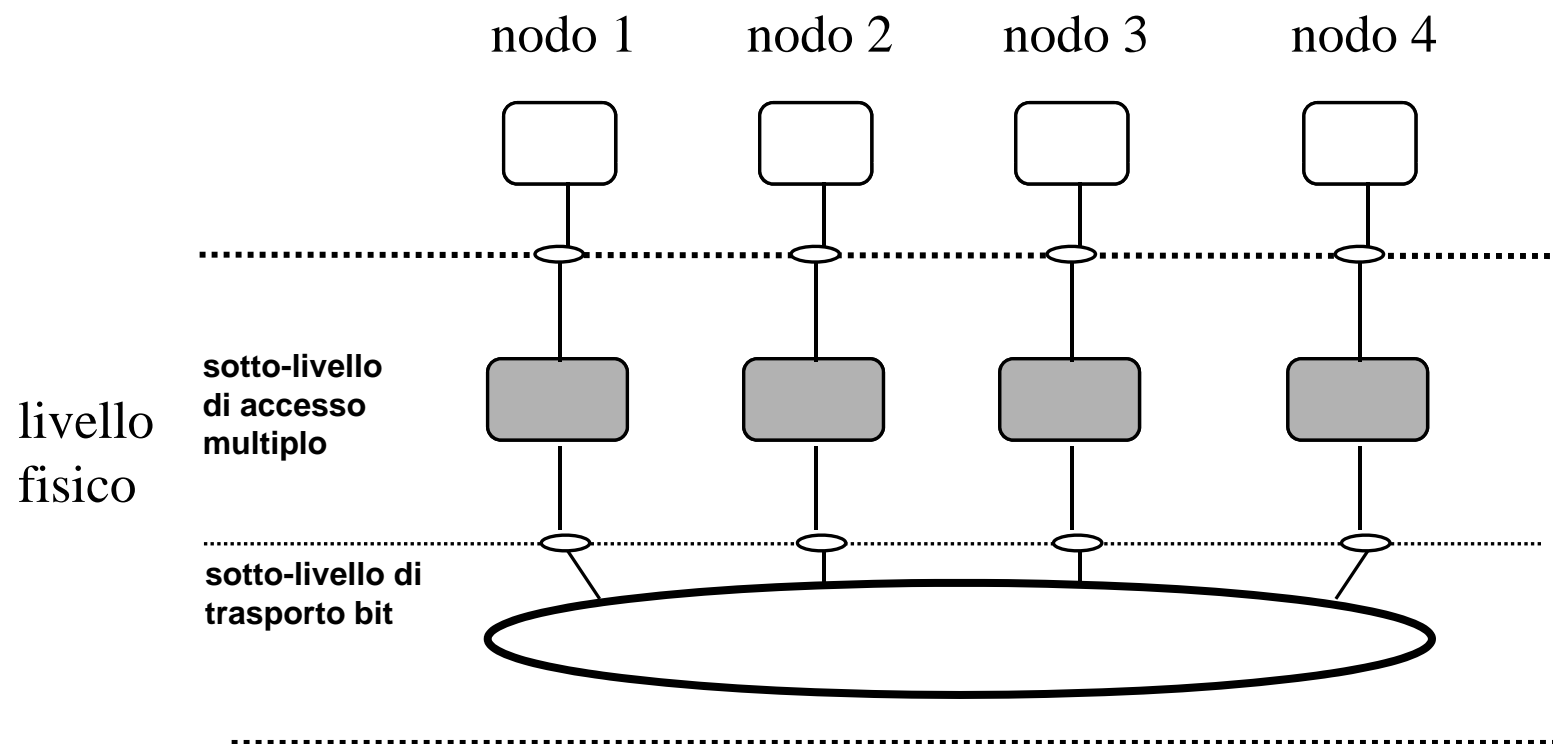 nodo 1 nodo 2 nodo 3 nodo 4
sotto-livello
di accesso
multiplo
livello
fisico
sotto-livello di
trasporto bit